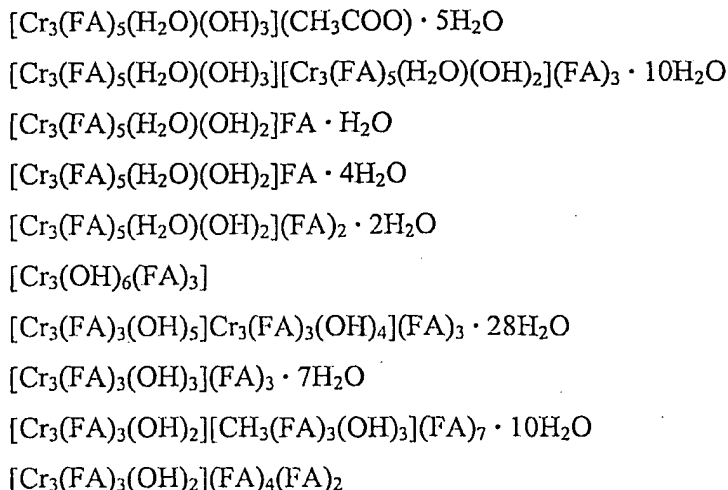 [Cr₃(FA)₅(H₂O)(OH)₃](CH₃COO) · 5H₂O
[Cr₃(FA)₅(H₂O)(OH)₃][Cr₃(FA)₅(H₂O)(OH)₂](FA)₃ · 10H₂O
[Cr₃(FA)₅(H₂O)(OH)₂]FA · H₂O
[Cr₃(FA)₅(H₂O)(OH)₂]FA · 4H₂O
[Cr₃(FA)₅(H₂O)(OH)₂](FA)₂ · 2H₂O
[Cr₃(OH)₆(FA)₃]
[Cr₃(FA)₃(OH)₅]Cr₃(FA)₃(OH)₄](FA)₃ · 28H₂O
[Cr₃(FA)₃(OH)₃](FA)₃ · 7H₂O
[Cr₃(FA)₃(OH)₂][CH₃(FA)₃(OH)₃](FA)₇ · 10H₂O
[Cr₃(FA)₃(OH)₂](FA)₄(FA)₂